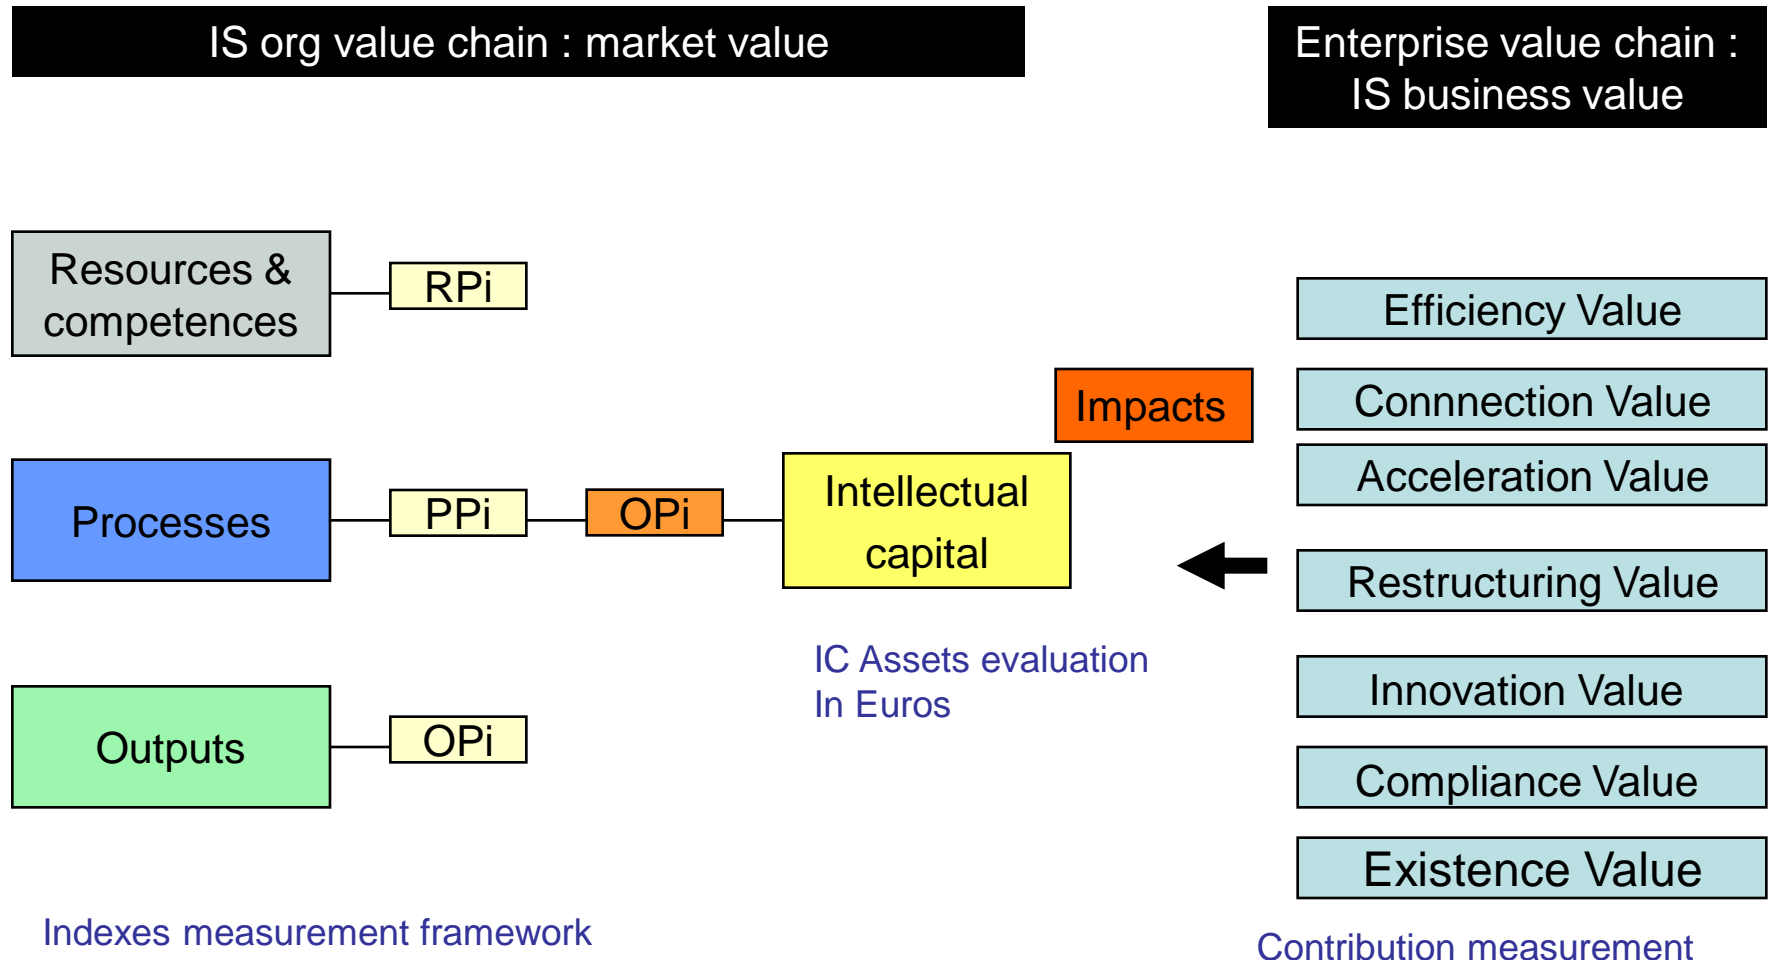 IS org value chain : market value
Enterprise value chain :
IS business value
Resources &
competences
RPi
Processes
PPi
OPi
Intellectual
capital
Impacts
IC Assets evaluation
In Euros
Outputs
OPi
Indexes measurement framework
Efficiency Value
Connnection Value
Acceleration Value
Restructuring Value
Innovation Value
Compliance Value
Existence Value
Contribution measurement